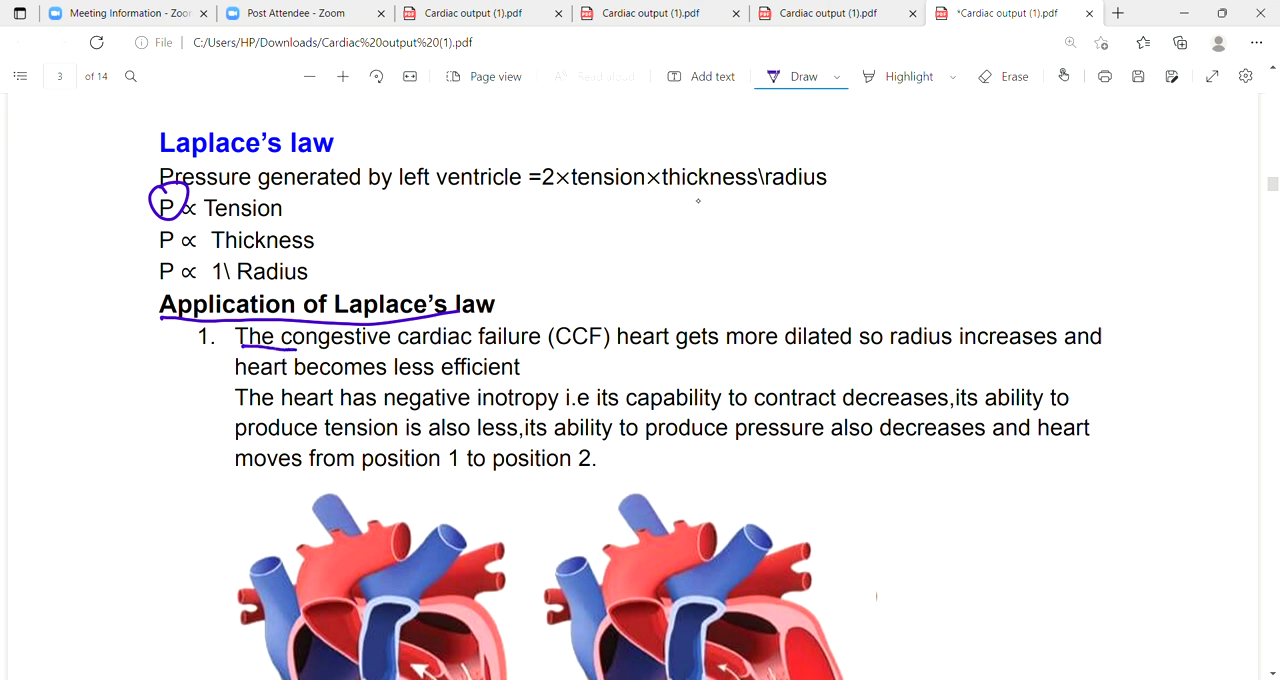 Meeting Information - Zoo
Post Attendee - Zoom
Cardiac output (1).pdf
Cardiac output (1).pdf
Cardiac output (1).pdf
*Cardiac output (1).pdf
File
C:/Users/HP/Downloads/Cardiac%20output%20(1).pdf
3 of 14
Page view
Read aloud
Add text
Draw
Highlight
Erase
Laplace's law
Pressure generated by left ventricle =2×tension×thickness\radius
P ∝ Tension
P ∝ Thickness
P ∝ 1\ Radius
Application of Laplace's law
1. The congestive cardiac failure (CCF) heart gets more dilated so radius increases and
heart becomes less efficient
The heart has negative inotropy i.e its capability to contract decreases,its ability to
produce tension is also less,its ability to produce pressure also decreases and heart
moves from position 1 to position 2.